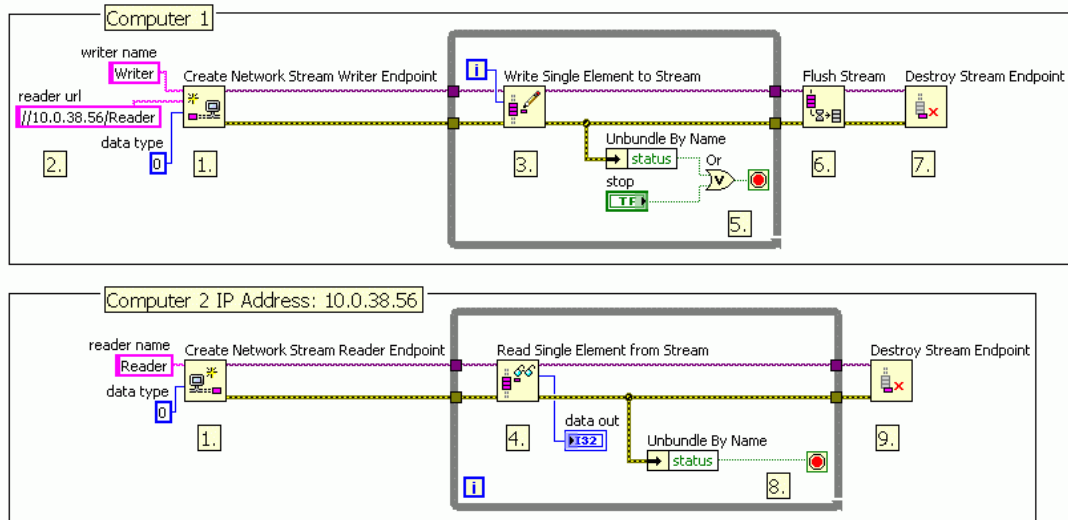 Computer 1
writer name
Writer
Create Network Stream Writer Endpoint
i
Write Single Element to Stream
Flush Stream
Destroy Stream Endpoint
reader url
//10.0.38.56/Reader
data type
0
Unbundle By Name
status
Or
V
stop
TF
2.
1.
3.
5.
6.
7.
Computer 2 IP Address: 10.0.38.56
reader name
Reader
Create Network Stream Reader Endpoint
Read Single Element from Stream
Destroy Stream Endpoint
data type
0
data out
I32
Unbundle By Name
status
1.
4.
8.
9.
i